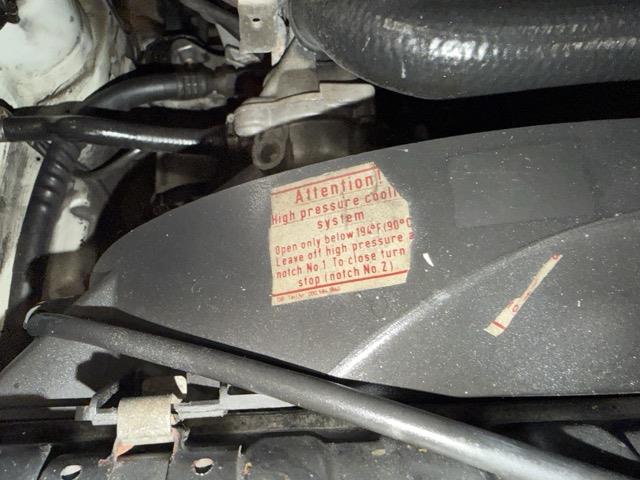 Attention!
High pressure cooli
system
Open only below 194°F(90°C
Leave off high pressure a
notch No.1 To close turn
stop (notch No.2)